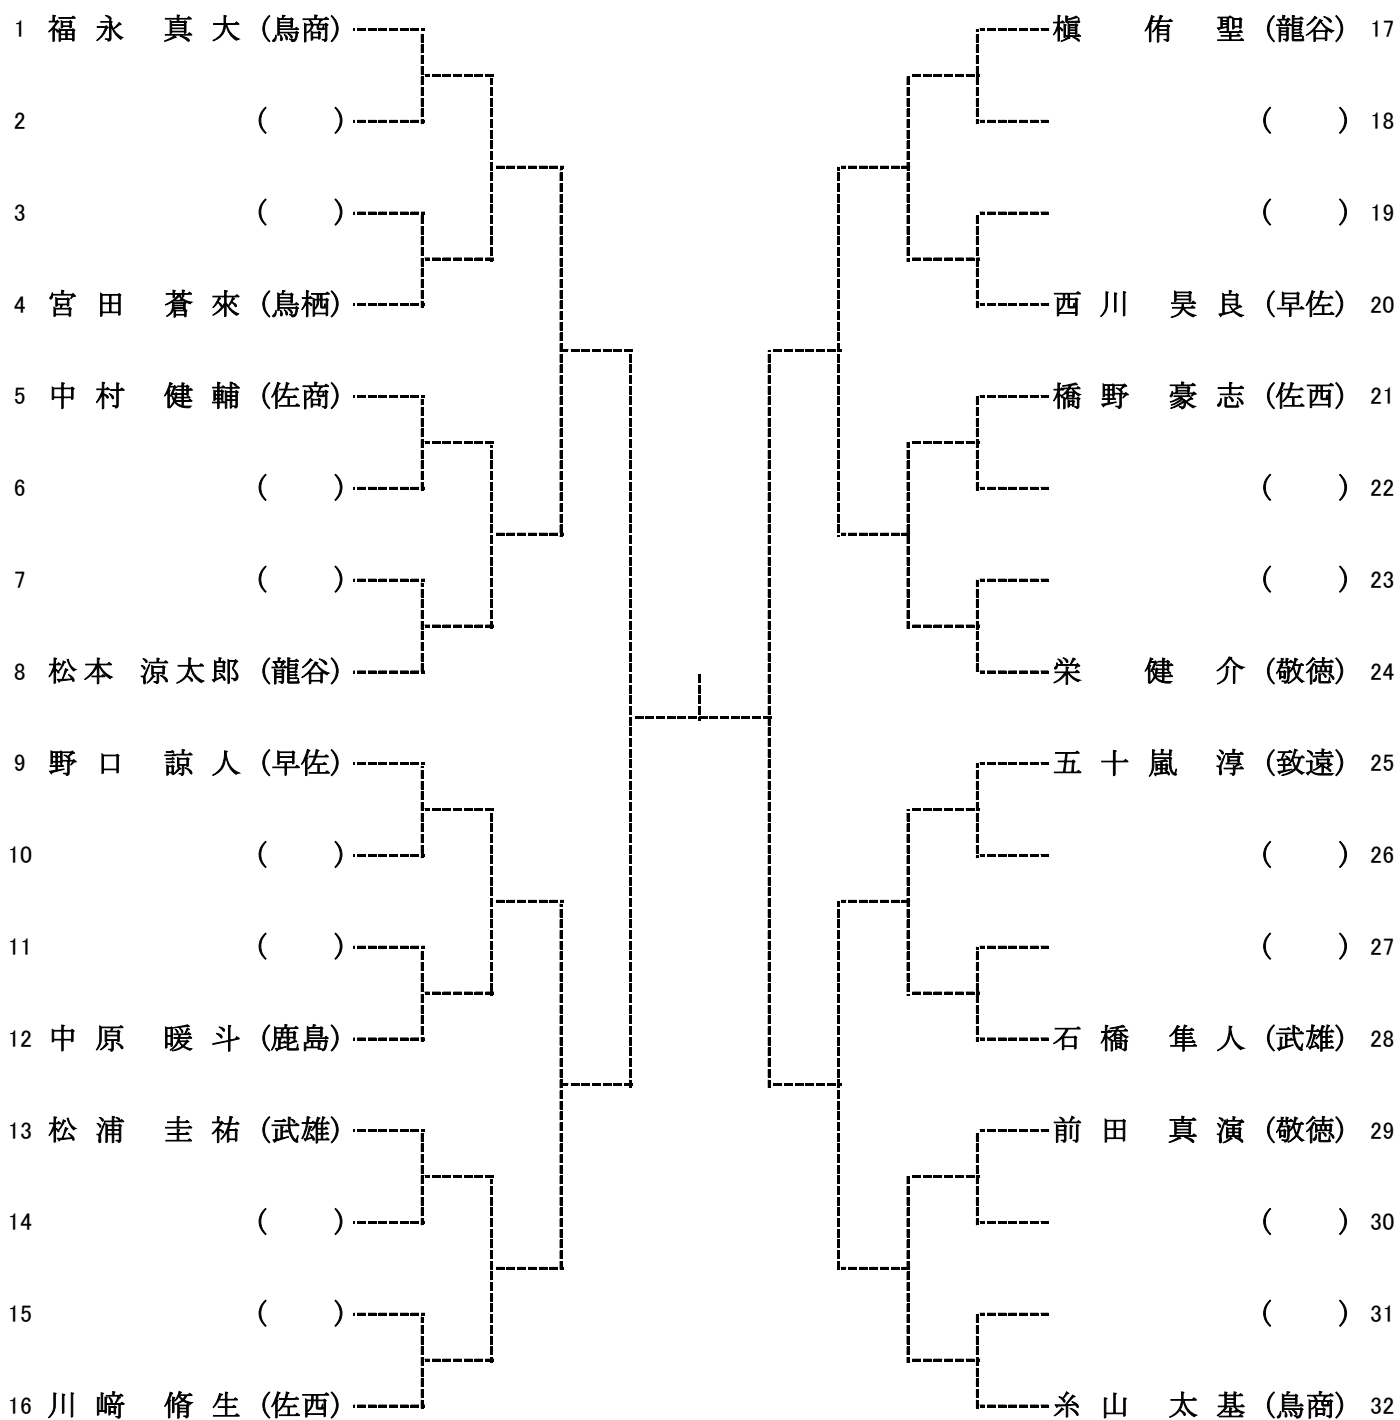 1 福永 真大 (鳥商)
2 ( )
3 ( )
4 宮田 蒼來 (鳥栖)
5 中村 健輔 (佐商)
6 ( )
7 ( )
8 松本 涼太郎 (龍谷)
9 野口 諒人 (早佐)
10 ( )
11 ( )
12 中原 暖斗 (鹿島)
13 松浦 圭祐 (武雄)
14 ( )
15 ( )
16 川﨑 脩生 (佐西)
槇 侑聖 (龍谷) 17
( ) 18
( ) 19
西川 昊良 (早佐) 20
橋野 豪志 (佐西) 21
( ) 22
( ) 23
栄 健介 (敬徳) 24
五十嵐 淳 (致遠) 25
( ) 26
( ) 27
石橋 隼人 (武雄) 28
前田 真演 (敬徳) 29
( ) 30
( ) 31
糸山 太基 (鳥商) 32